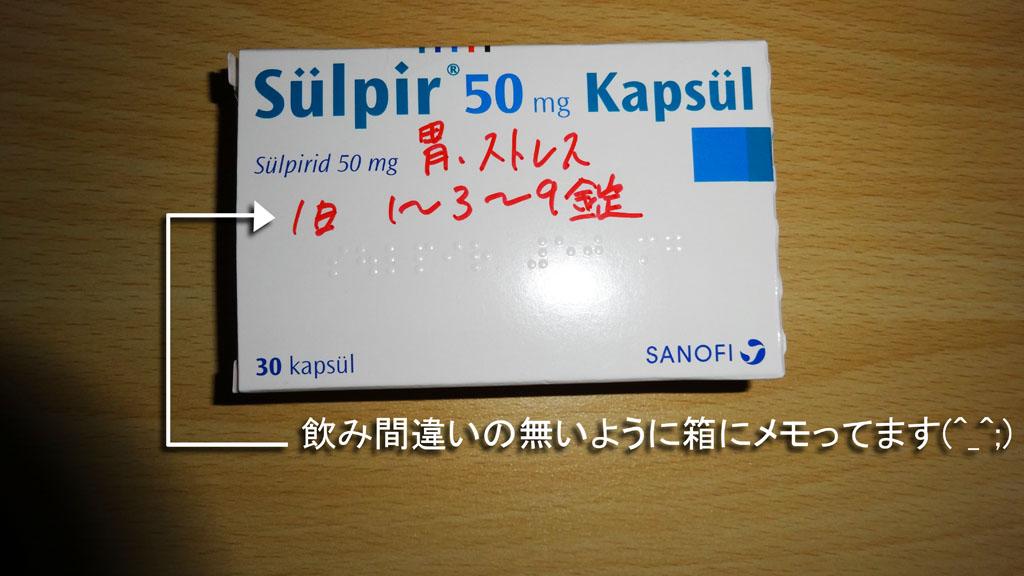 Sülpir® 50 mg Kapsül
Sülpirid 50 mg
胃、ストレス
1日 1〜3〜9錠
30 kapsül
SANOFI
飲み間違いの無いように箱にメモってます(^_^;)